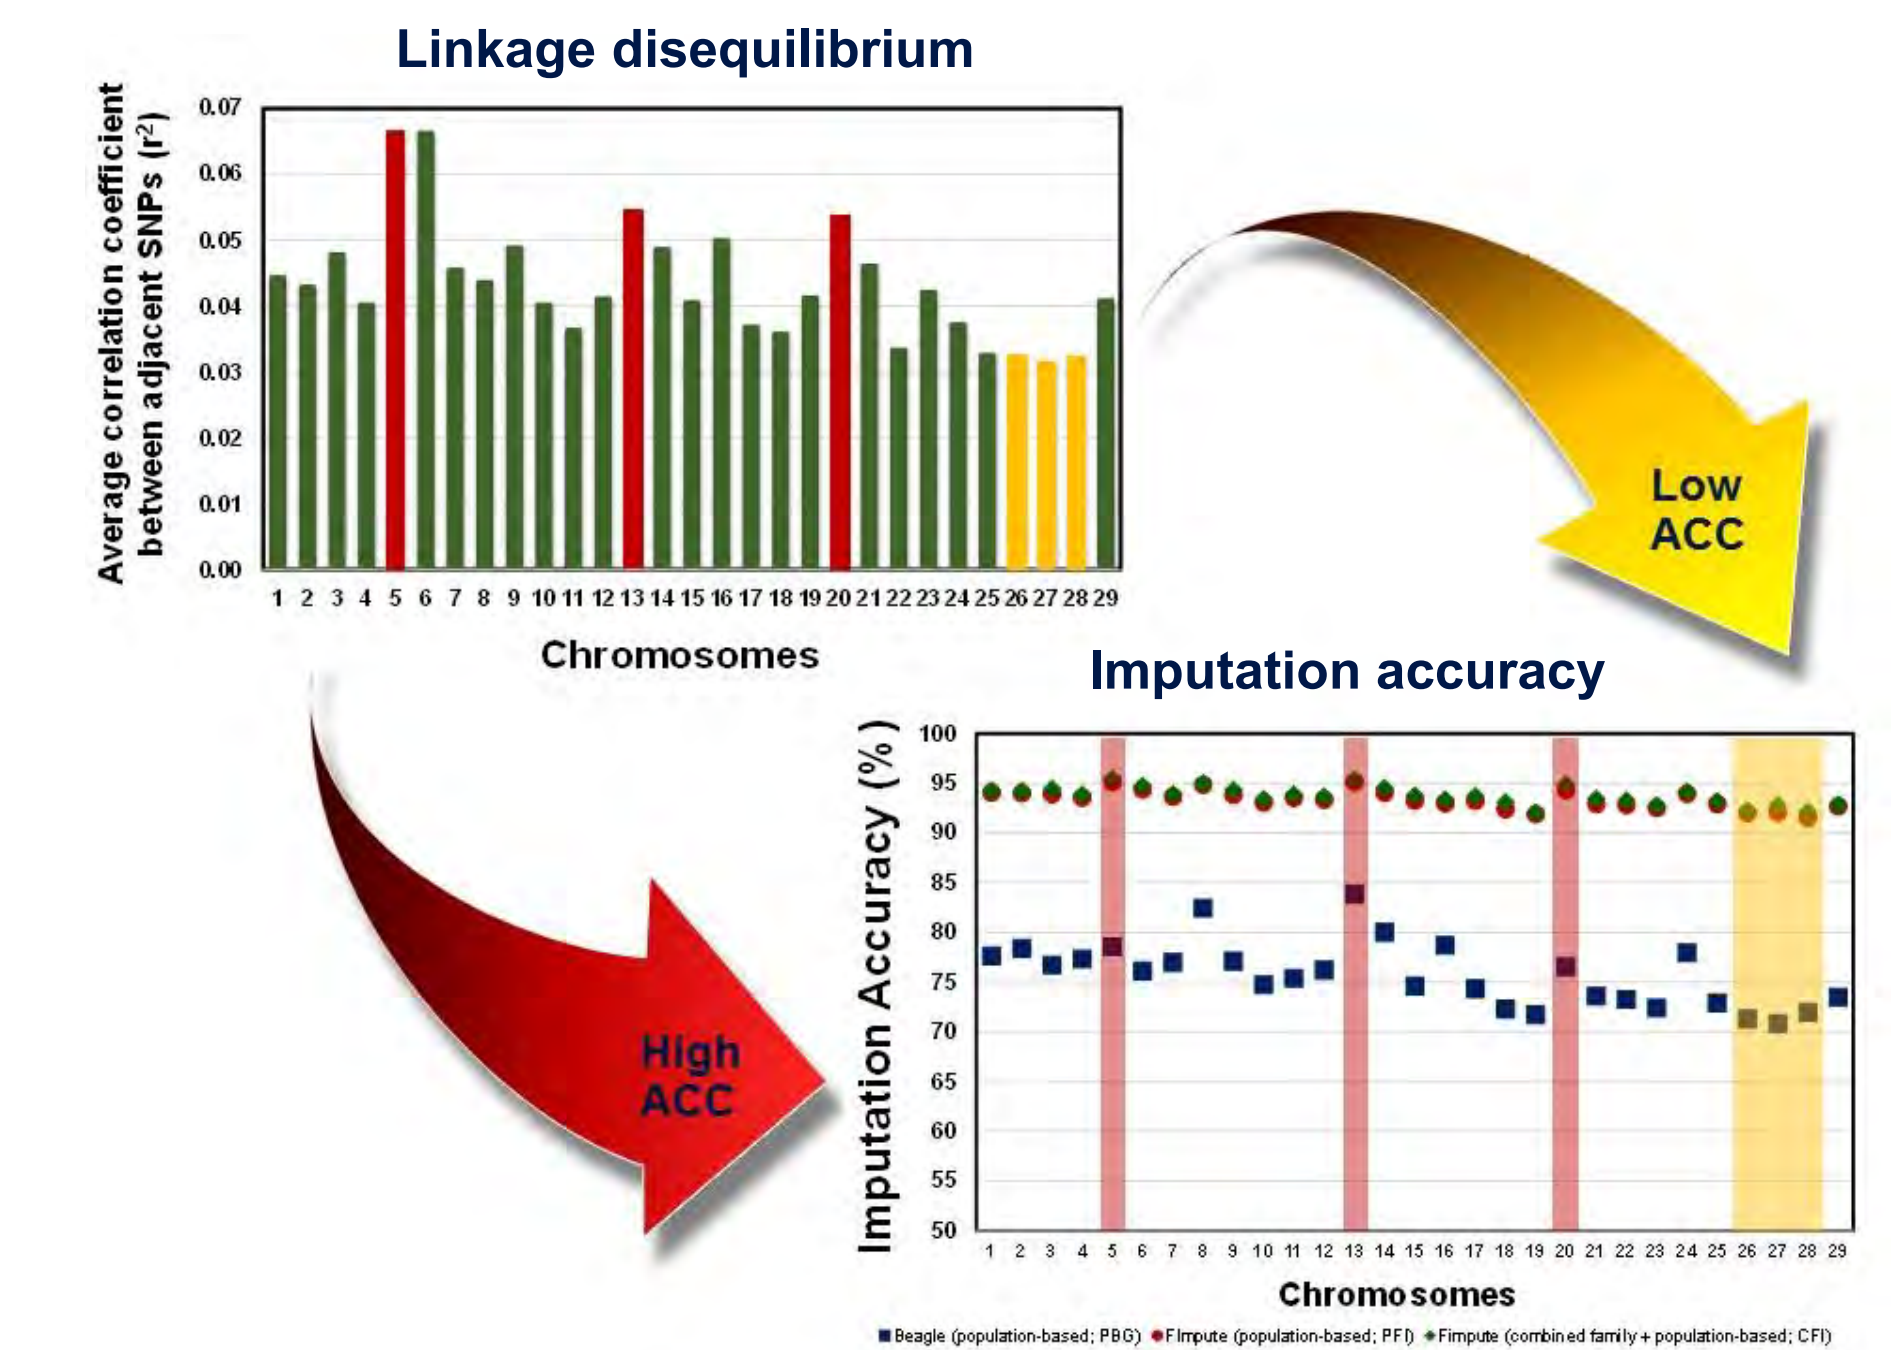 Linkage disequilibrium
Average correlation coefficient
between adjacent SNPs (r²)
0.07
0.06
0.05
0.04
0.03
0.02
0.01
0.00
1 2 3 4 5 6 7 8 9 10 11 12 13 14 15 16 17 18 19 20 21 22 23 24 25 26 27 28 29
Chromosomes
Low
ACC
High
ACC
Imputation accuracy
Imputation Accuracy (%)
100
95
90
85
80
75
70
65
60
55
50
1 2 3 4 5 6 7 8 9 10 11 12 13 14 15 16 17 18 19 20 21 22 23 24 25 26 27 28 29
Chromosomes
Beagle (population-based; PBG) FImpute (population-based; PFI) Fimpute (combined family + population-based; CFI)